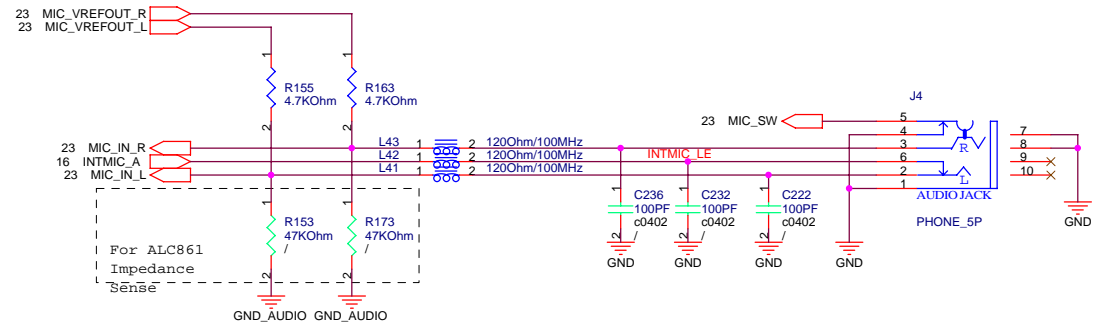 23 MIC_VREFOUT_R
23 MIC_VREFOUT_L
1 1
R155 R163
4.7KOhm 4.7KOhm
2 2
J4
23 MIC_SW
5
4
3
6
2
1
7
8
9
10
R
L
AUDIO JACK
PHONE_5P
23 MIC_IN_R
16 INTMIC_A
23 MIC_IN_L
L43 1 2 120Ohm/100MHz
L42 1 2 120Ohm/100MHz
L41 1 2 120Ohm/100MHz
INTMIC_LE
1 1 1
C236 C232 C222
100PF 100PF 100PF
c0402 c0402 c0402
/ / /
2 2 2
GND GND GND GND GND
1 1
R153 R173
47KOhm 47KOhm
/ /
2 2
For ALC861
Impedance
Sense
GND_AUDIO GND_AUDIO